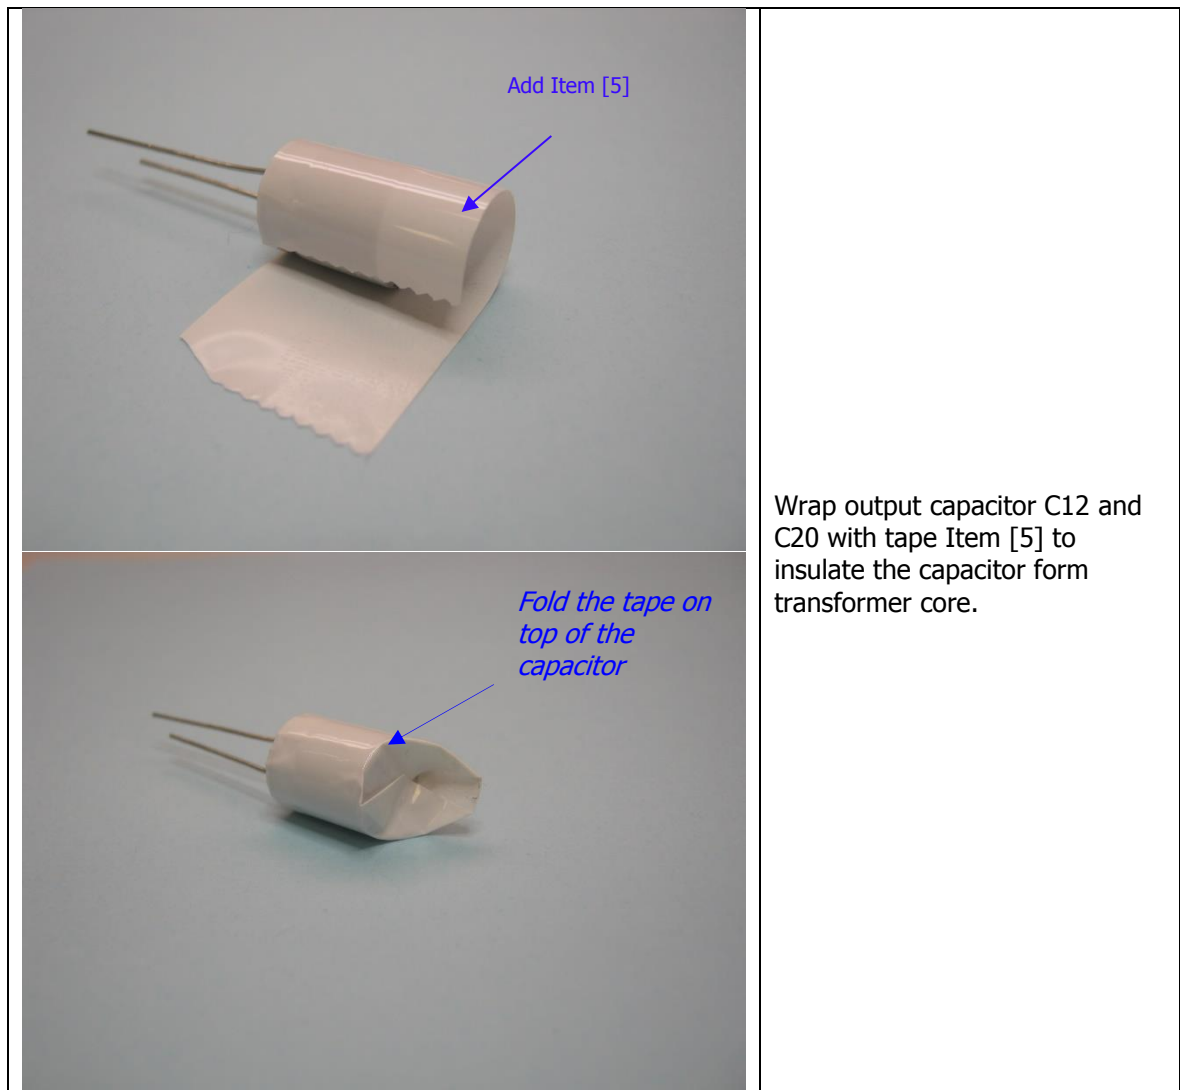 Add Item [5]
Fold the tape on
top of the
capacitor
Wrap output capacitor C12 and
C20 with tape Item [5] to
insulate the capacitor form
transformer core.